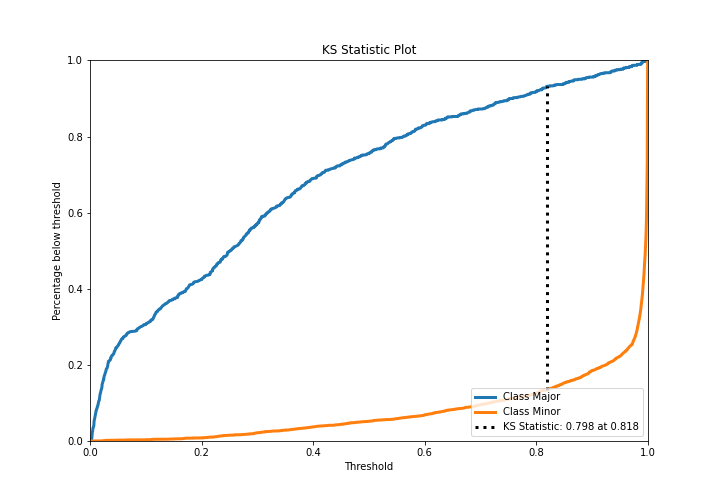 KS Statistic Plot
1.0
0.8
0.6
0.4
0.2
0.0
Percentage below threshold
Class Major
Class Minor
KS Statistic: 0.798 at 0.818
0.0 0.2 0.4 0.6 0.8 1.0
Threshold